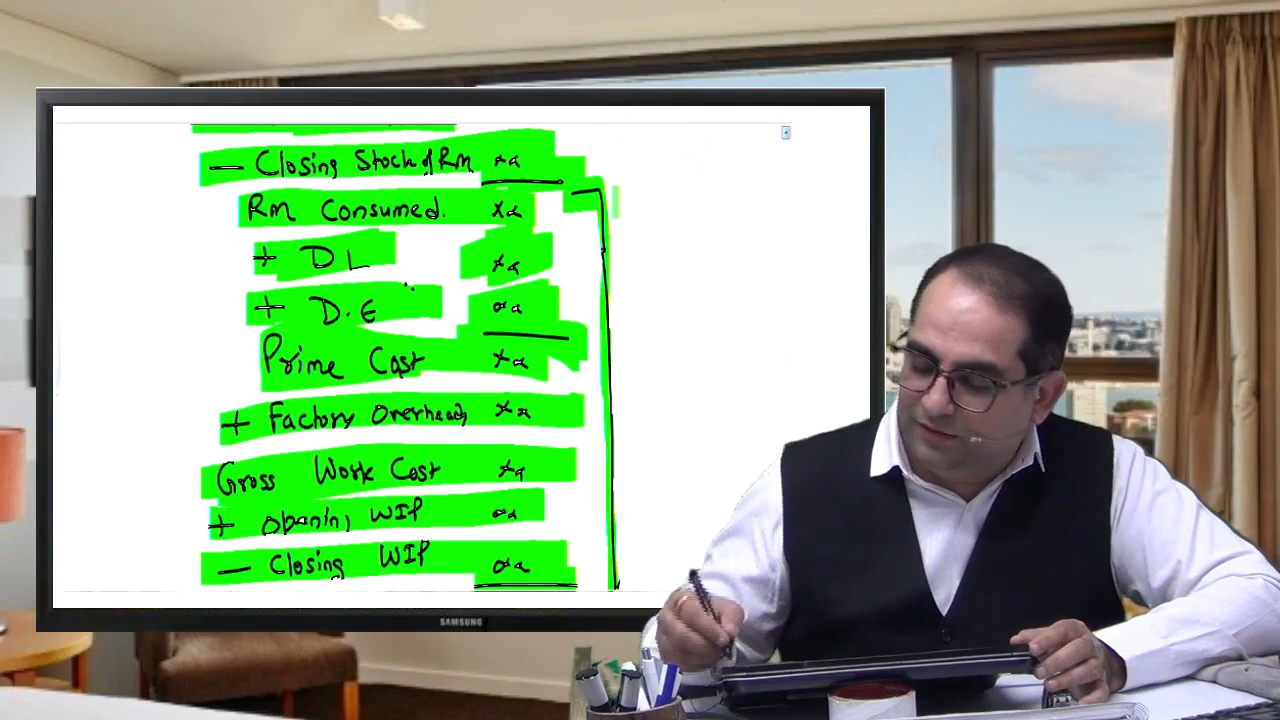 — Closing Stock of RM xx
RM Consumed. xx
+ DL xx
+ D.E xx
Prime Cost xx
+ Factory Overheads xx
Gross Work Cost xx
+ Opening WIP xx
— Closing WIP xx
SAMSUNG